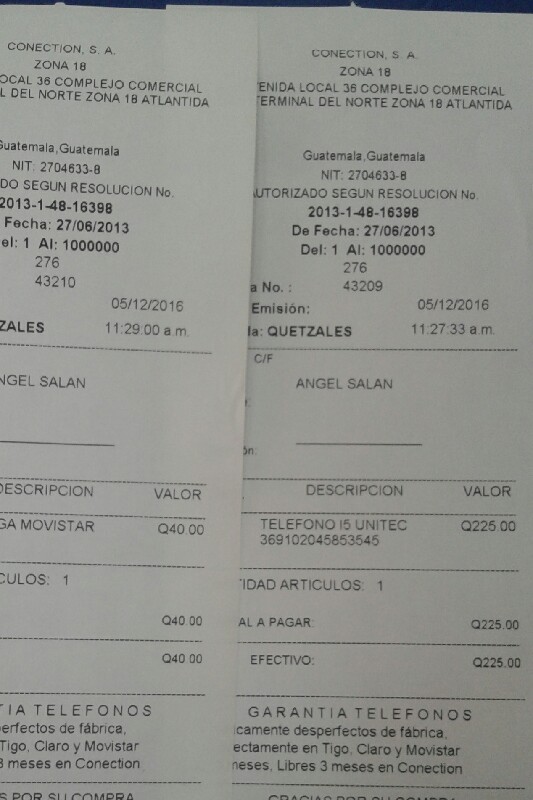 CONECTION, S. A.
ZONA 18
OCAL 36 COMPLEJO COMERCIAL
L DEL NORTE ZONA 18 ATLANTIDA
Guatemala,Guatemala
NIT: 2704633-8
DO SEGUN RESOLUCION No.
2013-1-48-16398
Fecha: 27/06/2013
el: 1 Al: 1000000
276
43210
05/12/2016
ZALES 11:29:00 a.m.
NGEL SALAN
DESCRIPCION VALOR
GA MOVISTAR Q40.00
CULOS: 1
Q40.00
Q40.00
TIA TELEFONOS
perfectos de fábrica,
Tigo, Claro y Movistar
3 meses en Conection
S POR SU COMPRA
CONECTION, S. A.
ZONA 18
ENIDA LOCAL 36 COMPLEJO COMERCIAL
TERMINAL DEL NORTE ZONA 18 ATLANTIDA
Guatemala,Guatemala
NIT: 2704633-8
AUTORIZADO SEGUN RESOLUCION No.
2013-1-48-16398
De Fecha: 27/06/2013
Del: 1 Al: 1000000
276
a No. : 43209
Emisión: 05/12/2016
la: QUETZALES 11:27:33 a.m.
C/F
ANGEL SALAN
ón:
DESCRIPCION VALOR
TELEFONO I5 UNITEC Q225.00
369102045853545
TIDAD ARTICULOS: 1
AL A PAGAR: Q225.00
EFECTIVO: Q225.00
GARANTIA TELEFONOS
icamente desperfectos de fábrica,
ectamente en Tigo, Claro y Movistar
meses, Libres 3 meses en Conection
GRACIAS POR SU COMPRA